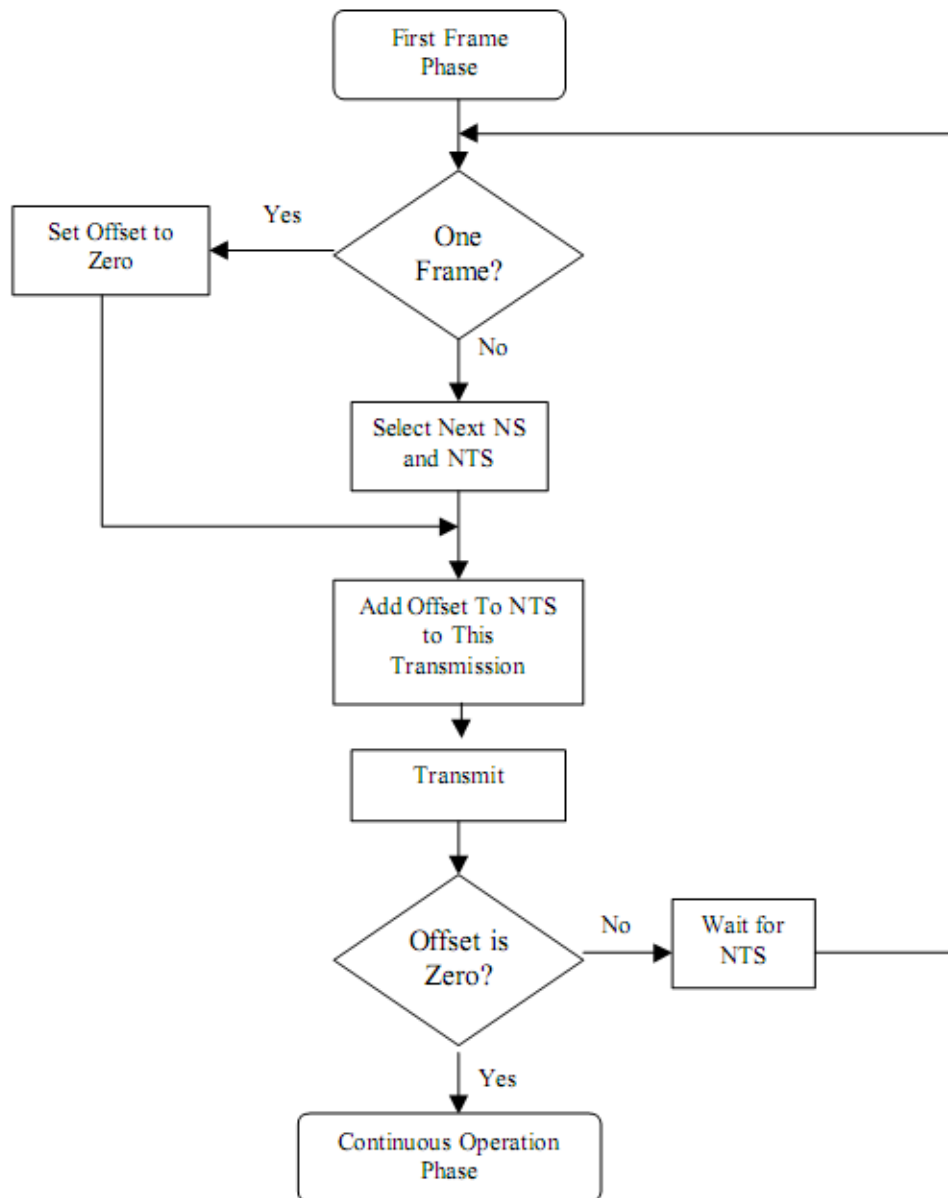 First Frame
Phase
Yes
Set Offset to
Zero
One
Frame?
No
Select Next NS
and NTS
Add Offset To NTS
to This
Transmission
Transmit
Offset is
Zero?
No
Wait for
NTS
Yes
Continuous Operation
Phase